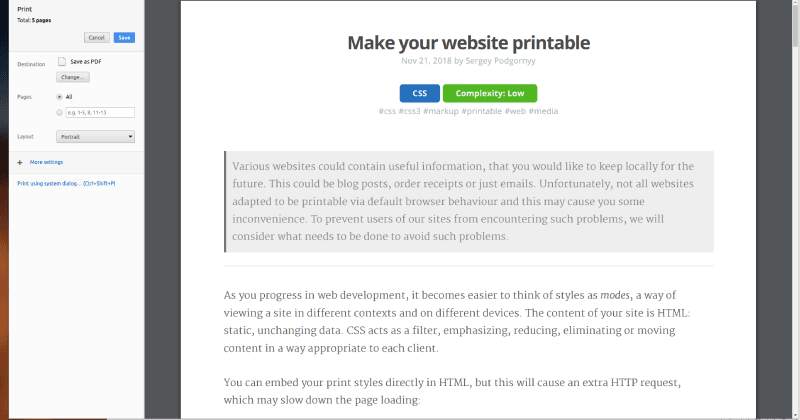 Print
Total: 5 pages
Cancel
Save
Destination
Save as PDF
Change...
Pages
All
e.g. 1-5, 8, 11-13
Layout
Portrait
+ More settings
Print using system dialog... (Ctrl+Shift+P)
Make your website printable
Nov 21, 2018 by Sergey Podgornyy
CSS
Complexity: Low
#css #css3 #markup #printable #web #media
Various websites could contain useful information, that you would like to keep locally for the
future. This could be blog posts, order receipts or just emails. Unfortunately, not all websites
adapted to be printable via default browser behaviour and this may cause you some
inconvenience. To prevent users of our sites from encountering such problems, we will
consider what needs to be done to avoid such problems.
As you progress in web development, it becomes easier to think of styles as modes, a way of
viewing a site in different contexts and on different devices. The content of your site is HTML:
static, unchanging data. CSS acts as a filter, emphasizing, reducing, eliminating or moving
content in a way appropriate to each client.
You can embed your print styles directly in HTML, but this will cause an extra HTTP request,
which may slow down the page loading: